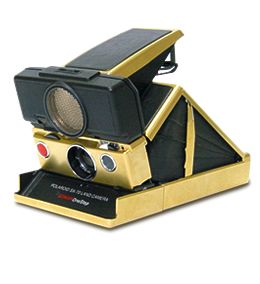 POLAROID SX-70 LAND CAMERA
SONAR OneStep